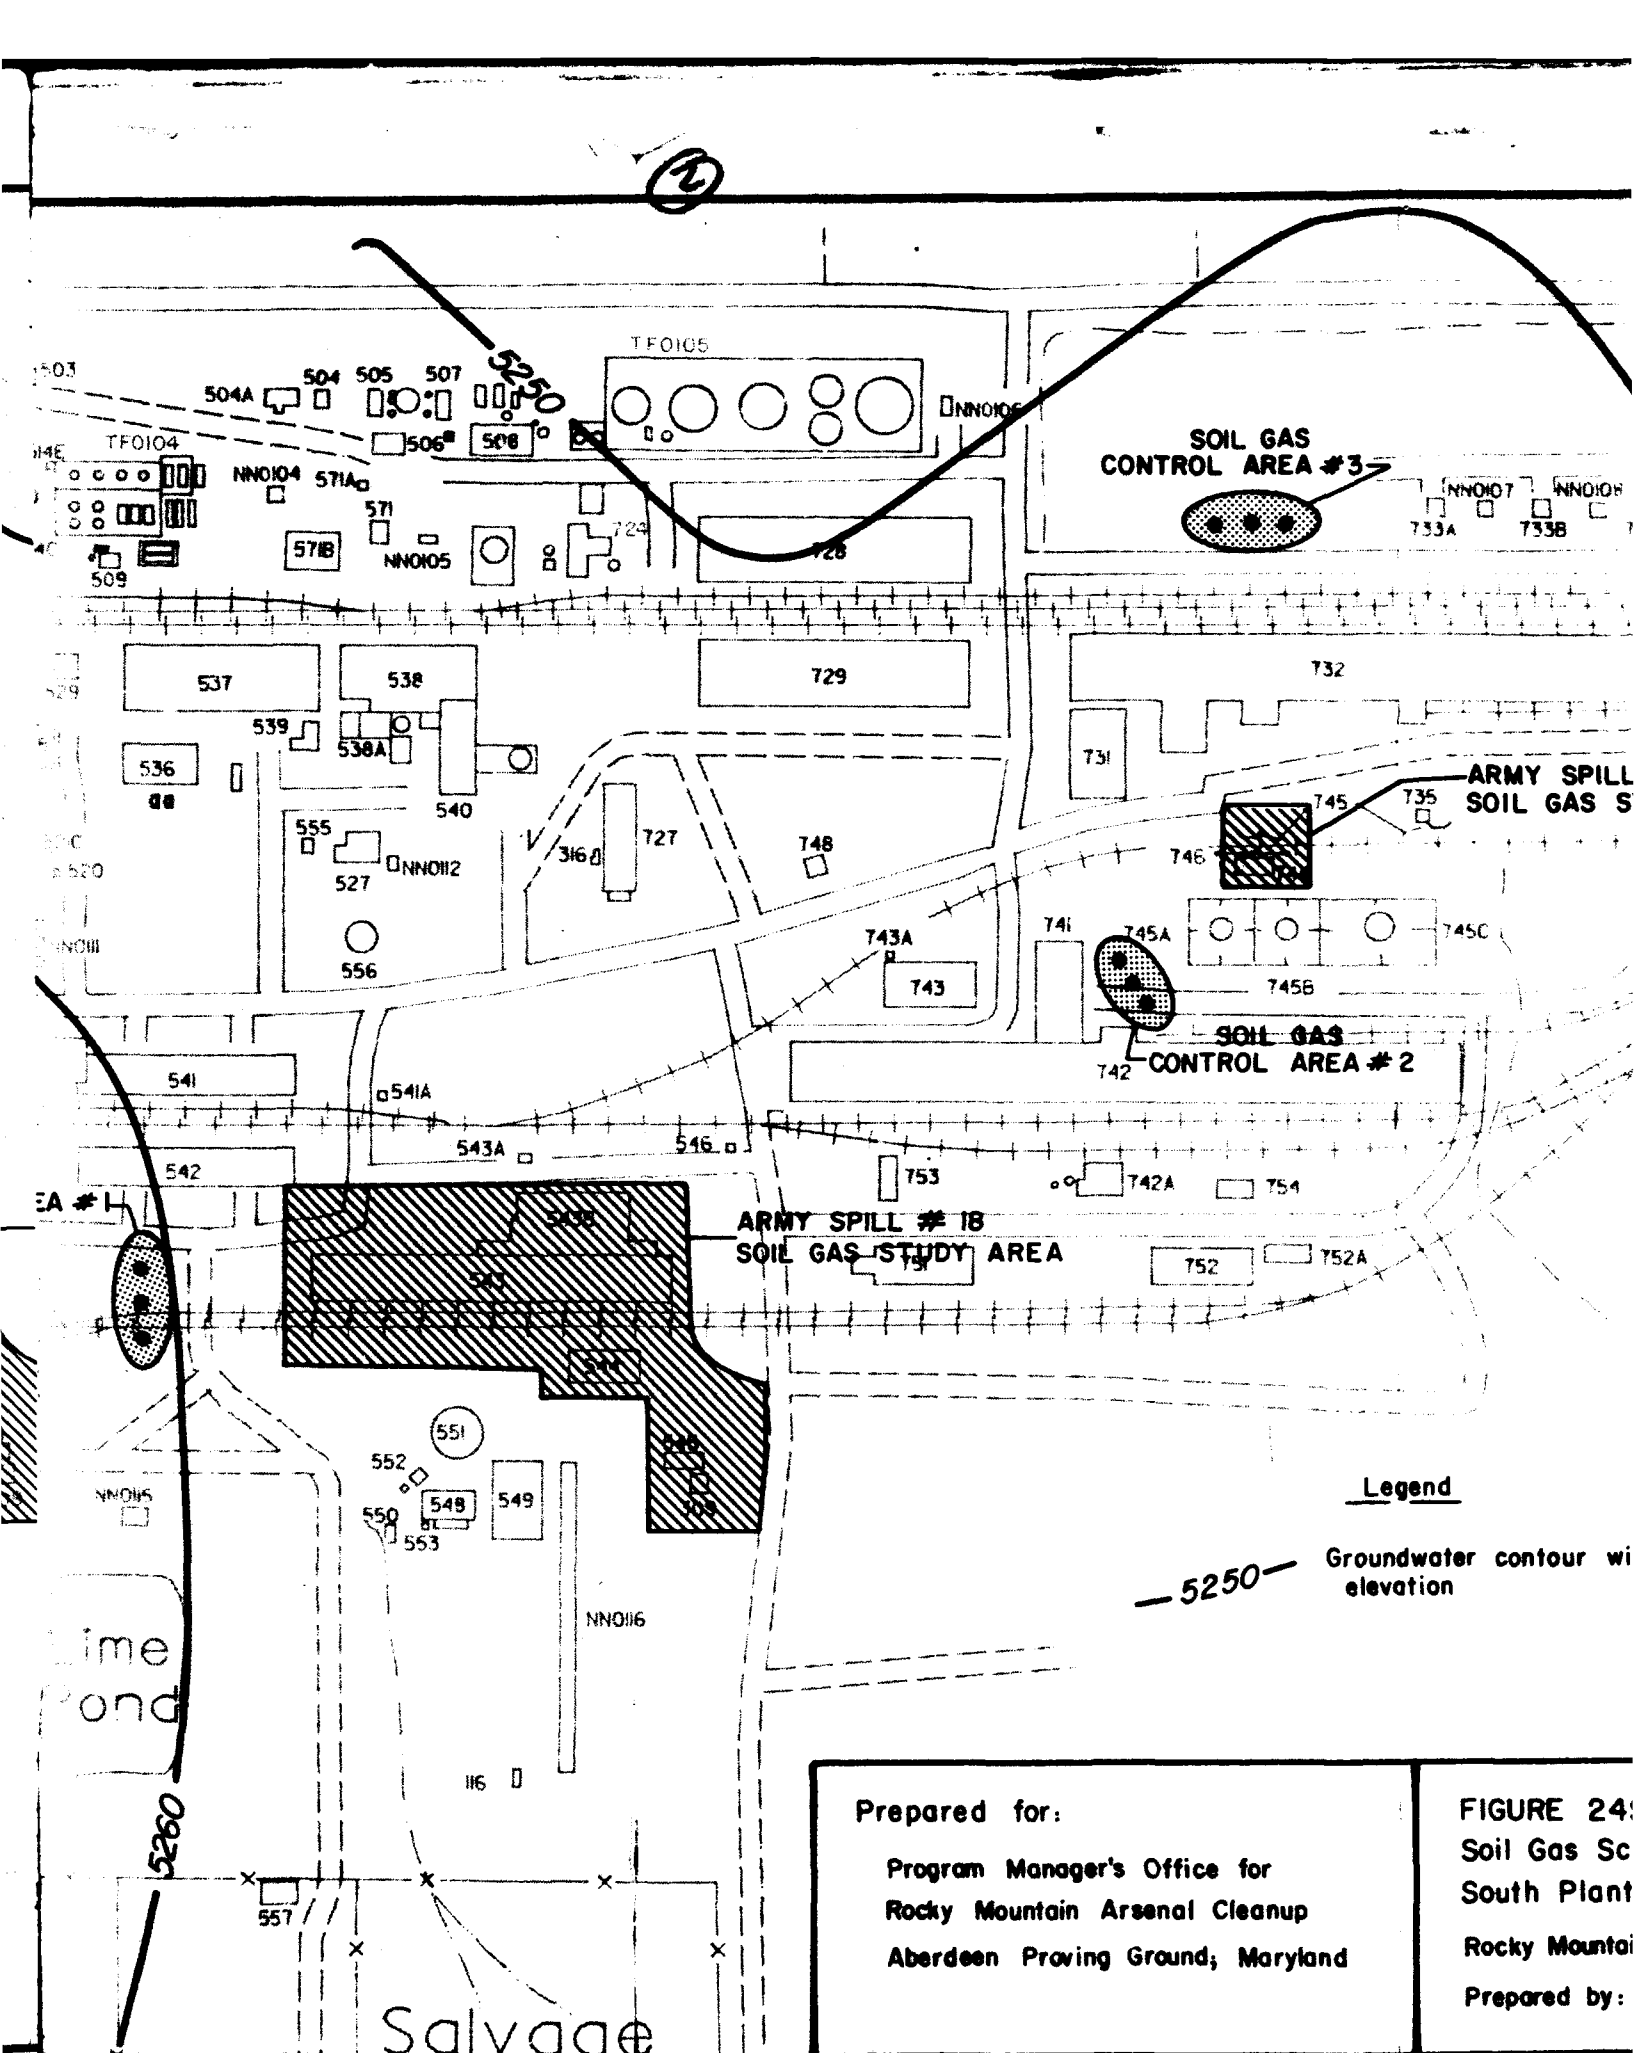 2
TF0105
5250
503
504A
504
505
507
NN0106
506
508
TF0104
NN0104
571A
571
571B
NN0105
724
728
509
SOIL GAS
CONTROL AREA #3
NN0107
733A
733B
537
538
729
732
539
538A
536
540
731
ARMY SPILL
SOIL GAS S
745
735
555
527
NN0112
316
727
748
746
520
556
743A
743
741
745A
745C
745B
SOIL GAS
CONTROL AREA #2
742
541
541A
543A
546
542
753
742A
754
EA #1
543B
543
544
ARMY SPILL # 18
SOIL GAS STUDY AREA
751
752
752A
551
552
548
549
550
553
NN0115
Legend
5250
Groundwater contour wi
elevation
NN0116
Lime
Pond
116
5260
557
Salvage
Prepared for:
Program Manager's Office for
Rocky Mountain Arsenal Cleanup
Aberdeen Proving Ground, Maryland
FIGURE 24
Soil Gas Sc
South Plant
Rocky Mountai
Prepared by: